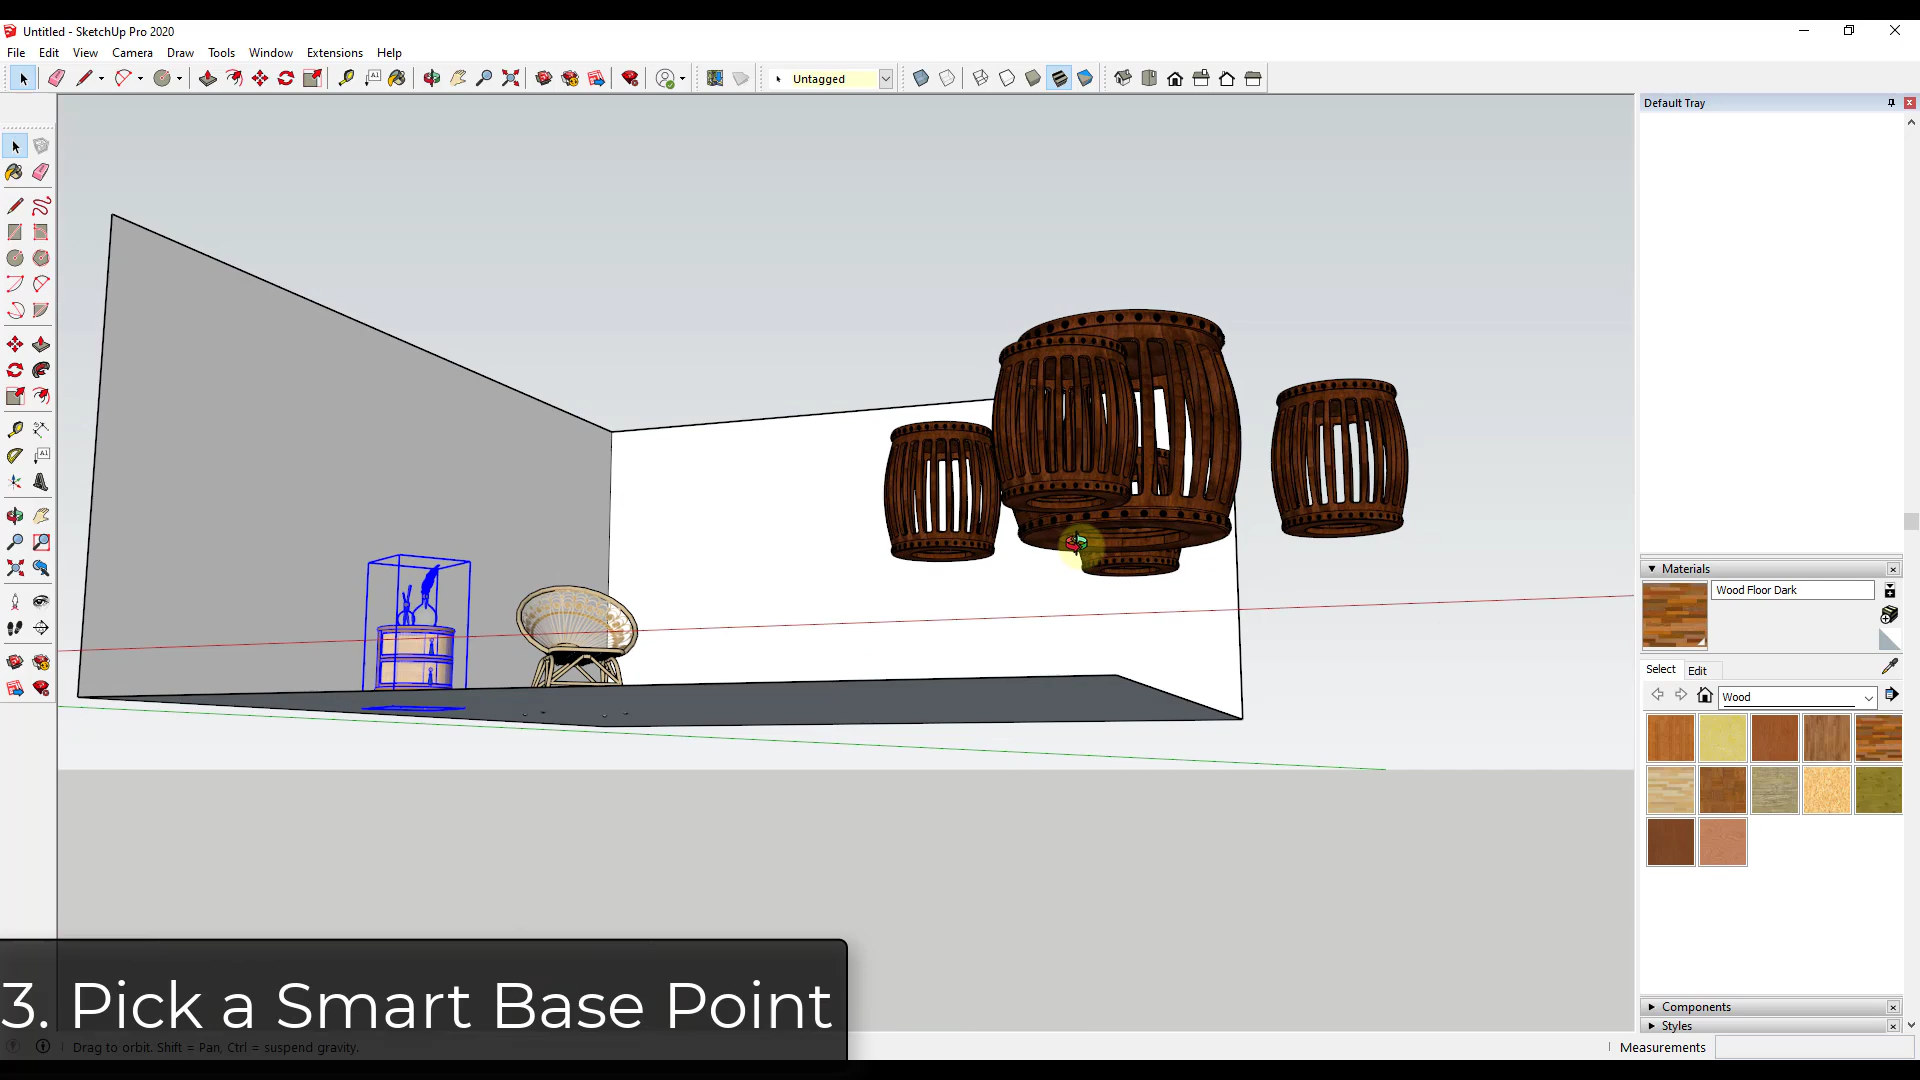 Untitled - SketchUp Pro 2020
File Edit View Camera Draw Tools Window Extensions Help
A1 Untagged
Default Tray
A1
Materials
Wood Floor Dark
Select Edit
Wood
3. Pick a Smart Base Point
Components
Styles
Drag to orbit. Shift = Pan, Ctrl = suspend gravity.
Measurements